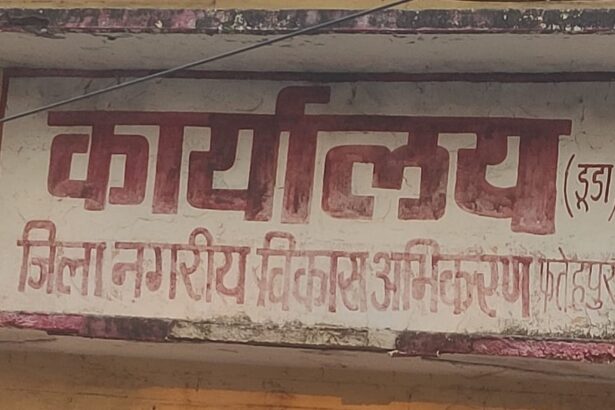 कार्यालय (डूडा)
जिला नगरीय विकास अभिकरण फतेहपुर